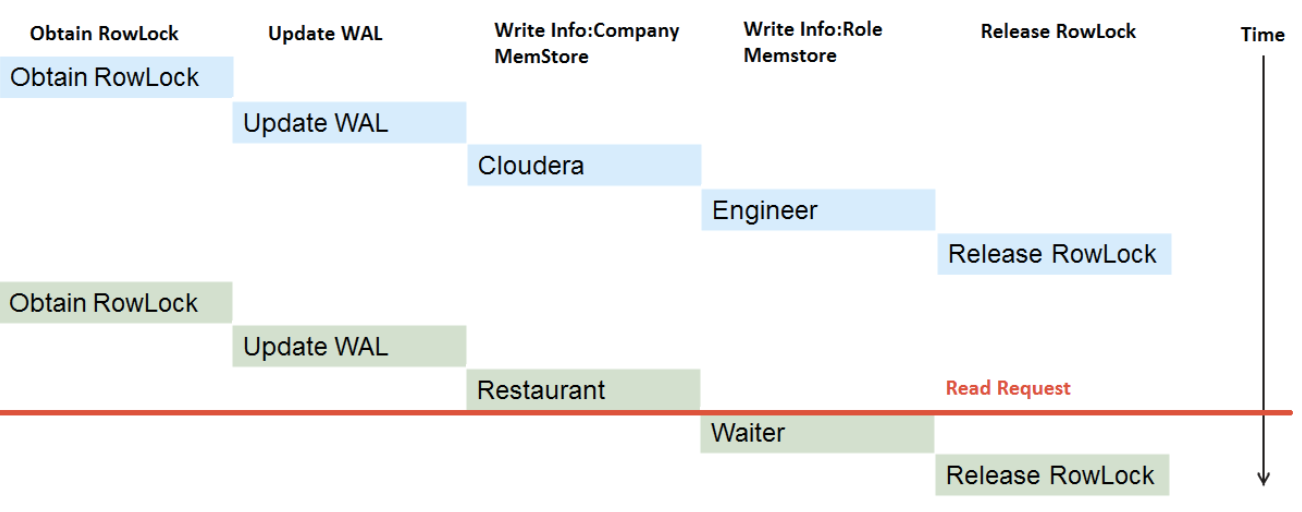 Obtain RowLock
Update WAL
Write Info:Company
MemStore
Write Info:Role
Memstore
Release RowLock
Time
Obtain RowLock
Update WAL
Cloudera
Engineer
Release RowLock
Obtain RowLock
Update WAL
Restaurant
Read Request
Waiter
Release RowLock